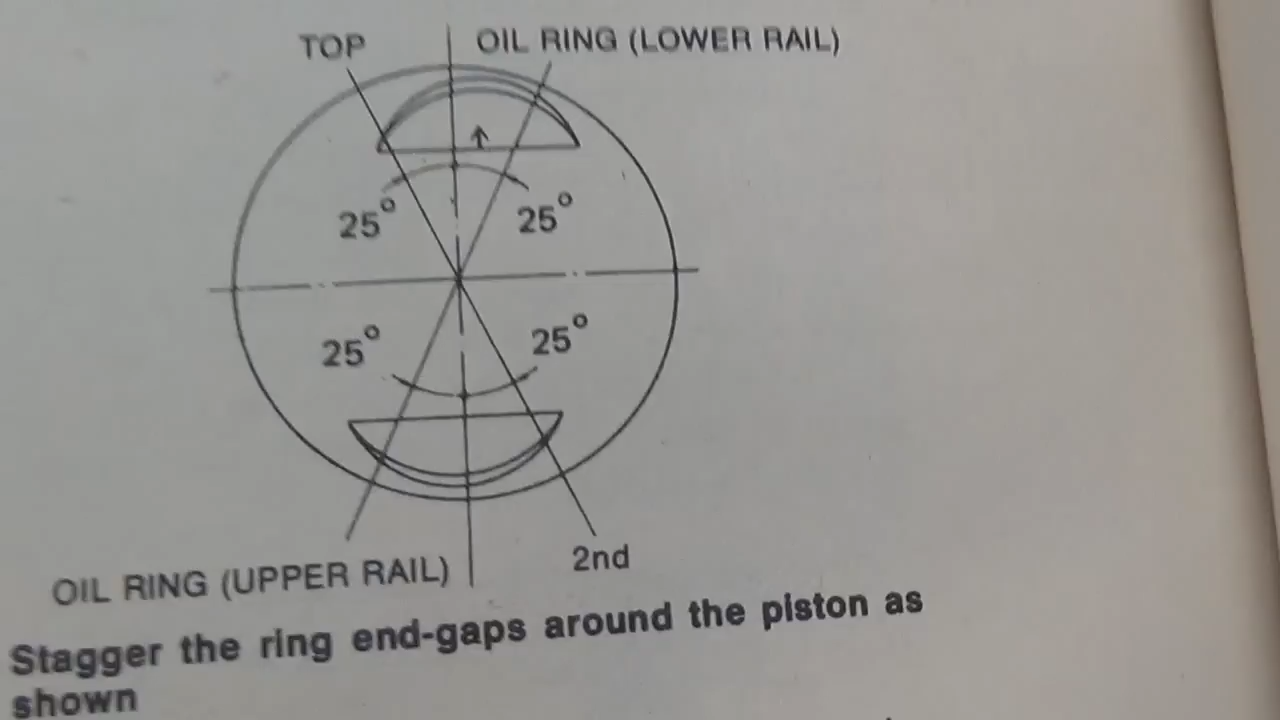 TOP
OIL RING (LOWER RAIL)
25°
25°
25°
25°
2nd
OIL RING (UPPER RAIL)
Stagger the ring end-gaps around the piston as
shown